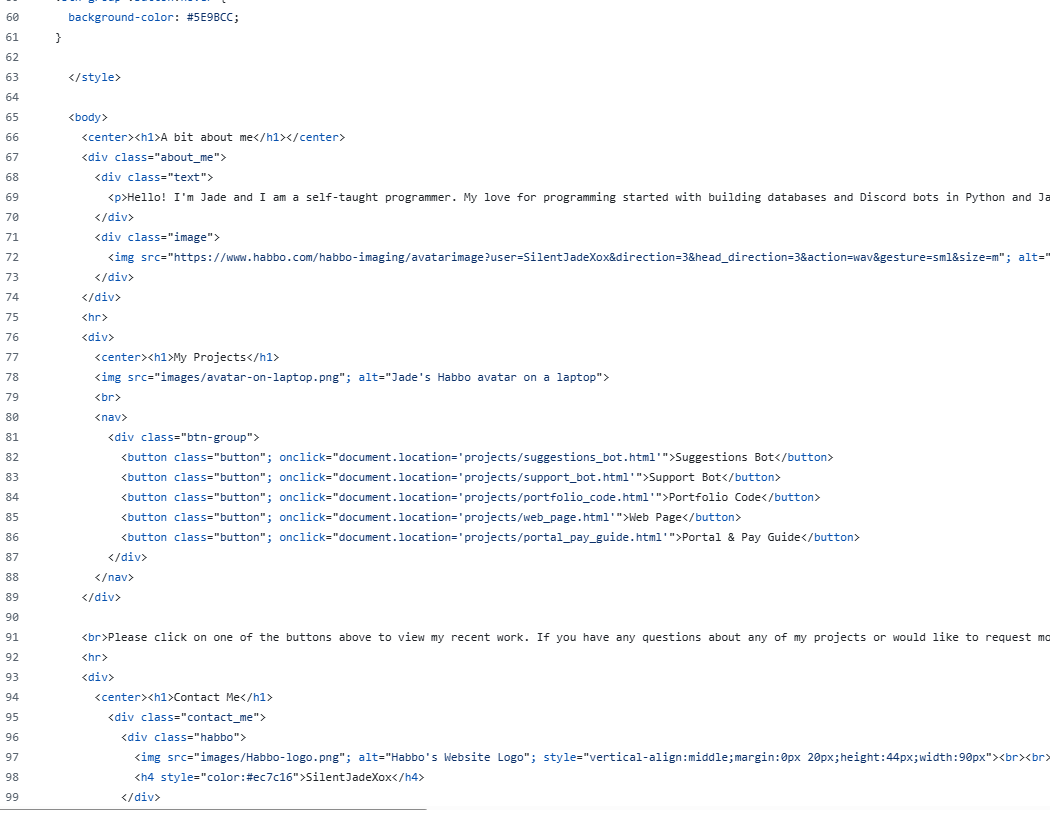 60 background-color: #5E9BCC;
61 }
62
63 </style>
64
65 <body>
66 <center><h1>A bit about me</h1></center>
67 <div class="about_me">
68 <div class="text">
69 <p>Hello! I'm Jade and I am a self-taught programmer. My love for programming started with building databases and Discord bots in Python and Ja
70 </div>
71 <div class="image">
72 <img src="https://www.habbo.com/habbo-imaging/avatarimage?user=SilentJadeXox&direction=3&head_direction=3&action=wav&gesture=sml&size=m"; alt="
73 </div>
74 </div>
75 <hr>
76 <div>
77 <center><h1>My Projects</h1>
78 <img src="images/avatar-on-laptop.png"; alt="Jade's Habbo avatar on a laptop">
79 <br>
80 <nav>
81 <div class="btn-group">
82 <button class="button"; onclick="document.location='projects/suggestions_bot.html'">Suggestions Bot</button>
83 <button class="button"; onclick="document.location='projects/support_bot.html'">Support Bot</button>
84 <button class="button"; onclick="document.location='projects/portfolio_code.html'">Portfolio Code</button>
85 <button class="button"; onclick="document.location='projects/web_page.html'">Web Page</button>
86 <button class="button"; onclick="document.location='projects/portal_pay_guide.html'">Portal & Pay Guide</button>
87 </div>
88 </nav>
89 </div>
90
91 <br>Please click on one of the buttons above to view my recent work. If you have any questions about any of my projects or would like to request mo
92 <hr>
93 <div>
94 <center><h1>Contact Me</h1>
95 <div class="contact_me">
96 <div class="habbo">
97 <img src="images/Habbo-logo.png"; alt="Habbo's Website Logo"; style="vertical-align:middle;margin:0px 20px;height:44px;width:90px"><br><br>
98 <h4 style="color:#ec7c16">SilentJadeXox</h4>
99 </div>